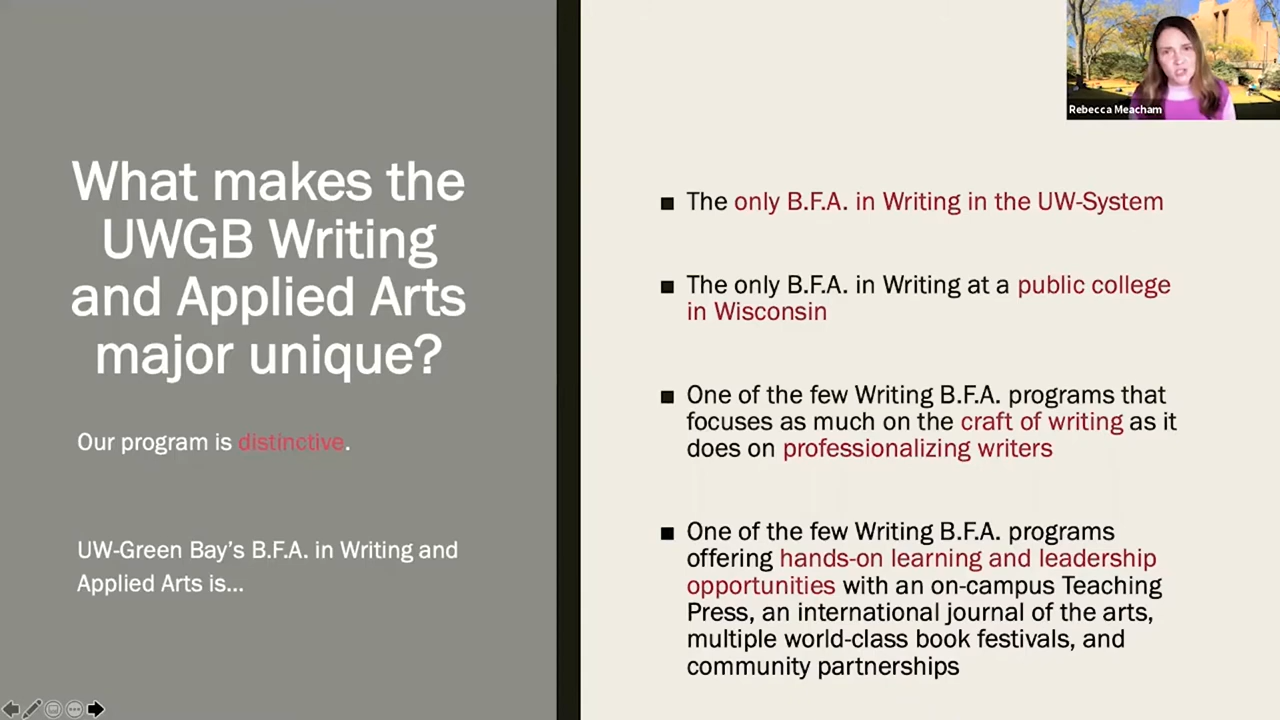 What makes the
UWGB Writing
and Applied Arts
major unique?
Our program is distinctive.
UW-Green Bay’s B.F.A. in Writing and
Applied Arts is...
Rebecca Meacham
■ The only B.F.A. in Writing in the UW-System
■ The only B.F.A. in Writing at a public college
in Wisconsin
■ One of the few Writing B.F.A. programs that
focuses as much on the craft of writing as it
does on professionalizing writers
■ One of the few Writing B.F.A. programs
offering hands-on learning and leadership
opportunities with an on-campus Teaching
Press, an international journal of the arts,
multiple world-class book festivals, and
community partnerships